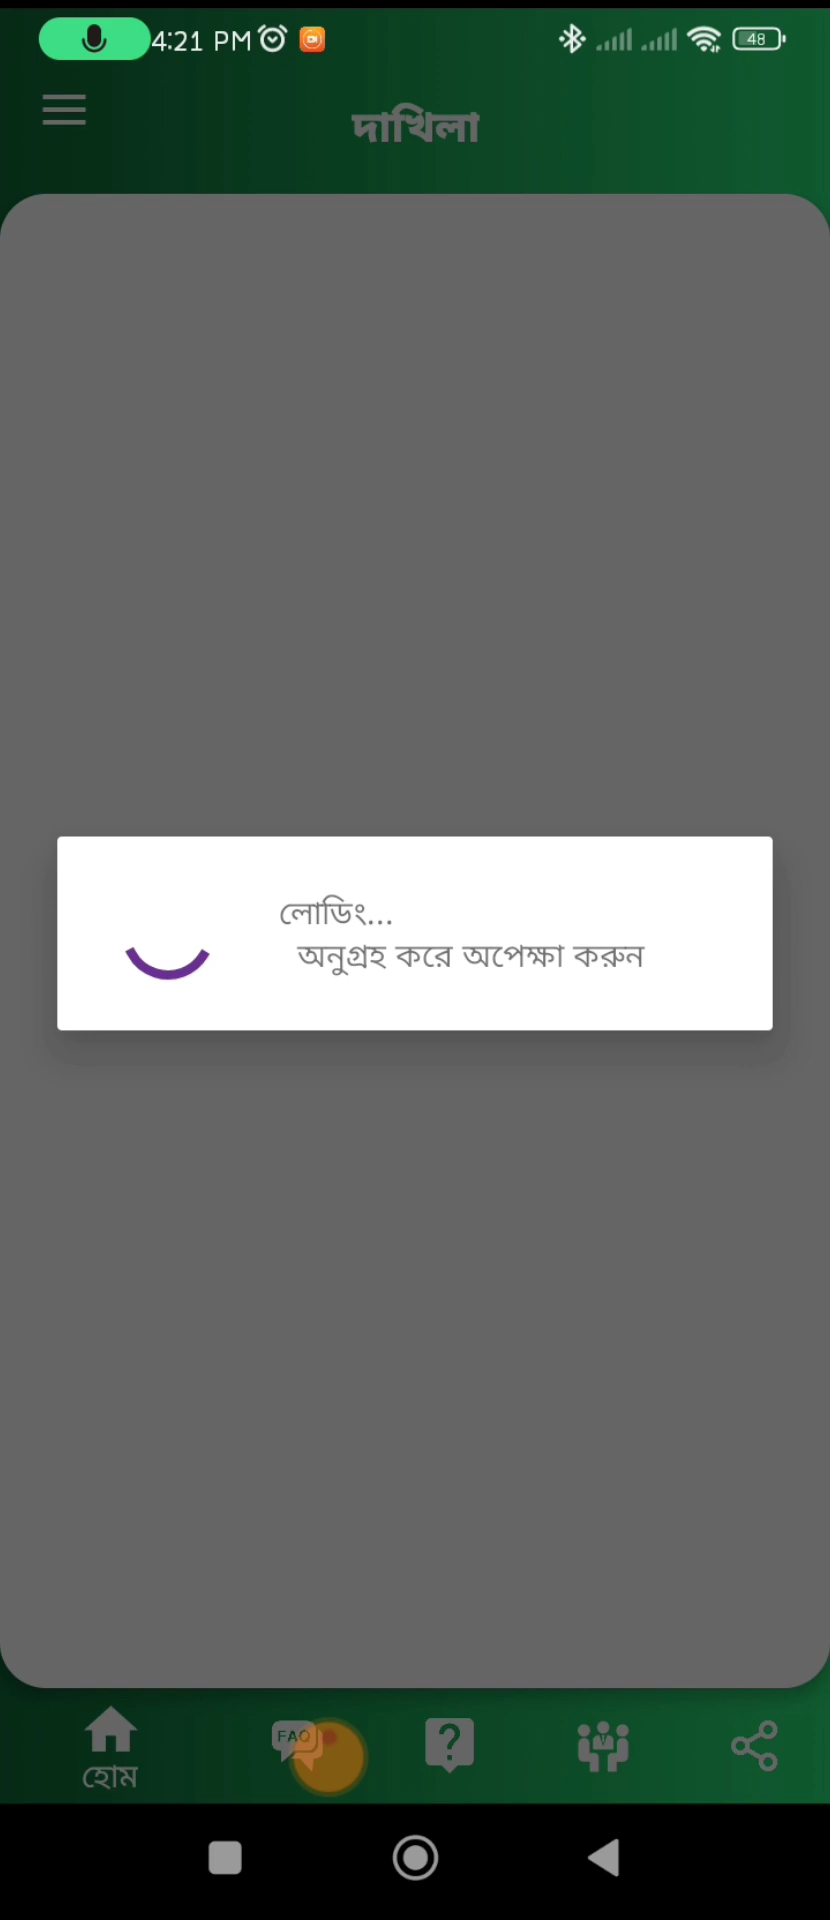 4:21 PM
48
দাখিলা
লোডিং...
অনুগ্রহ করে অপেক্ষা করুন
FAQ
?
হোম